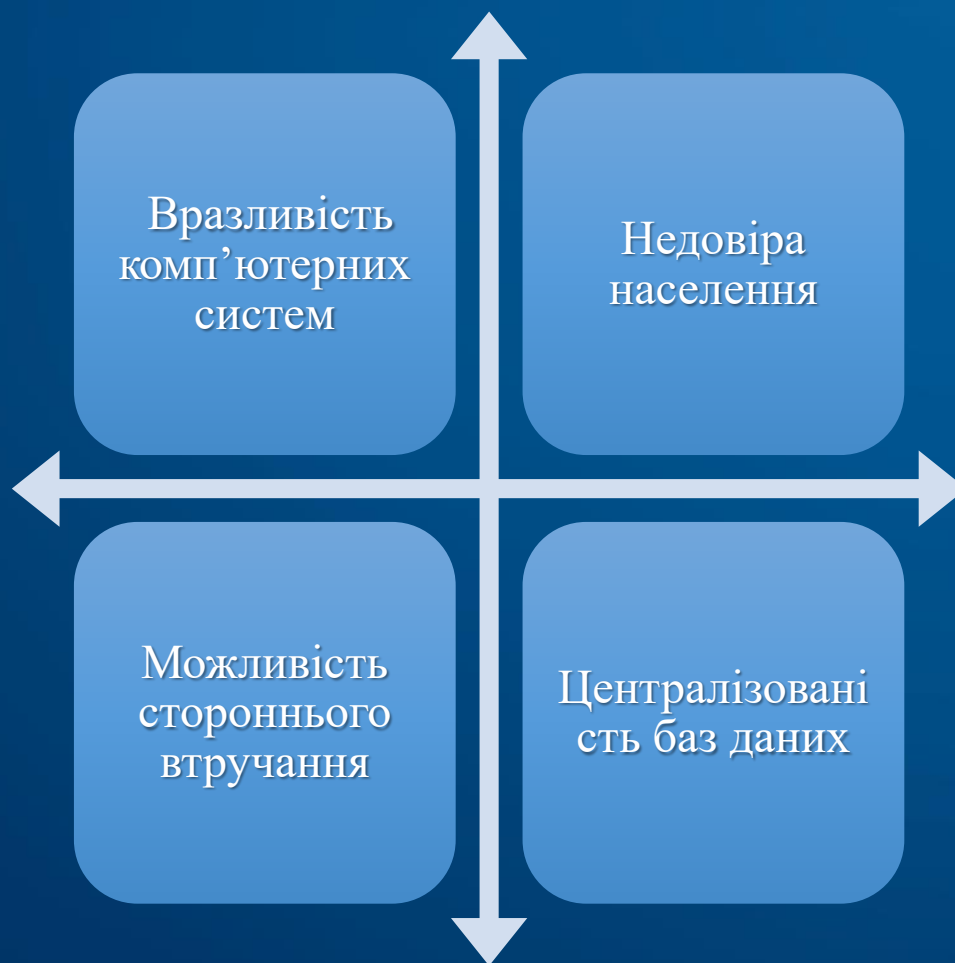 Вразливість
комп’ютерних
систем
Недовіра
населення
Можливість
стороннього
втручання
Централізовані
сть баз даних